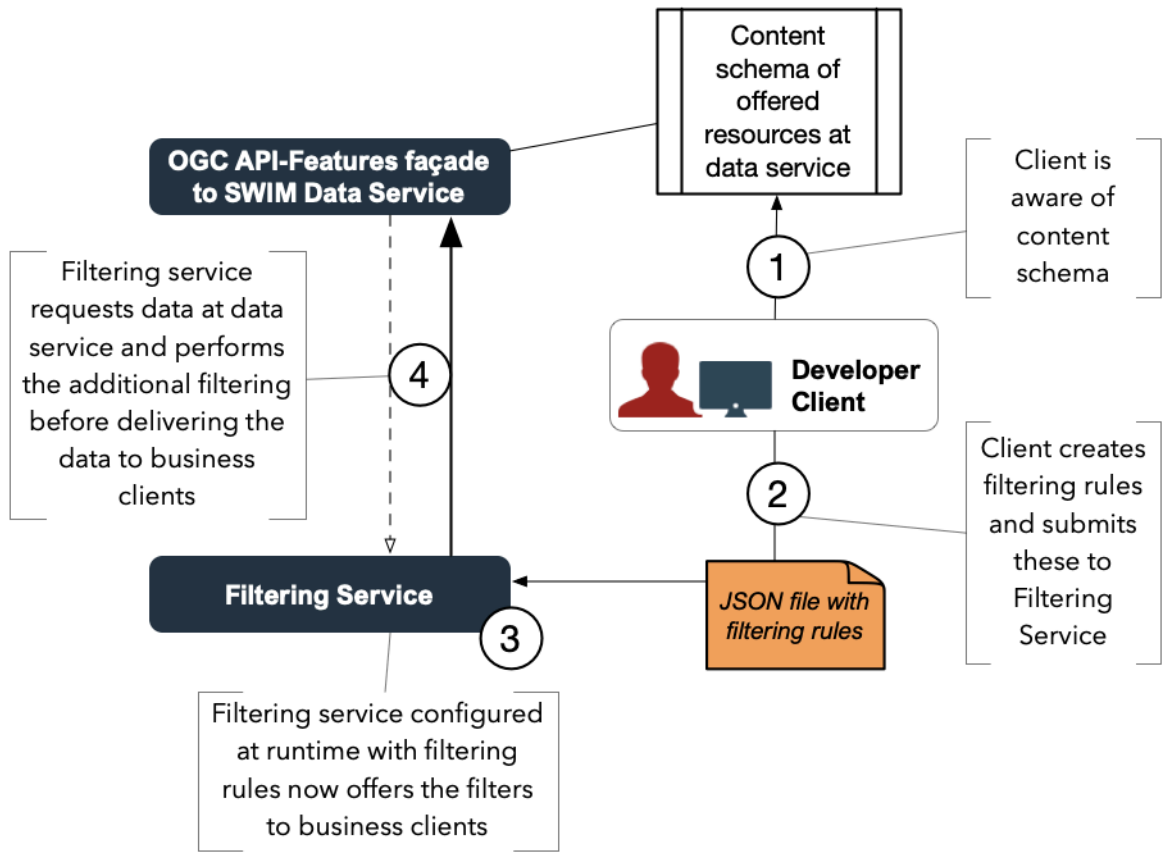 Content
schema of
offered
resources at
data service
OGC API-Features façade
to SWIM Data Service
Client is
aware of
content
schema
1
Filtering service
requests data at data
service and performs
the additional filtering
before delivering the
data to business
clients
4
Developer
Client
2
Client creates
filtering rules
and submits
these to
Filtering
Service
JSON file with
filtering rules
Filtering Service
3
Filtering service configured
at runtime with filtering
rules now offers the filters
to business clients